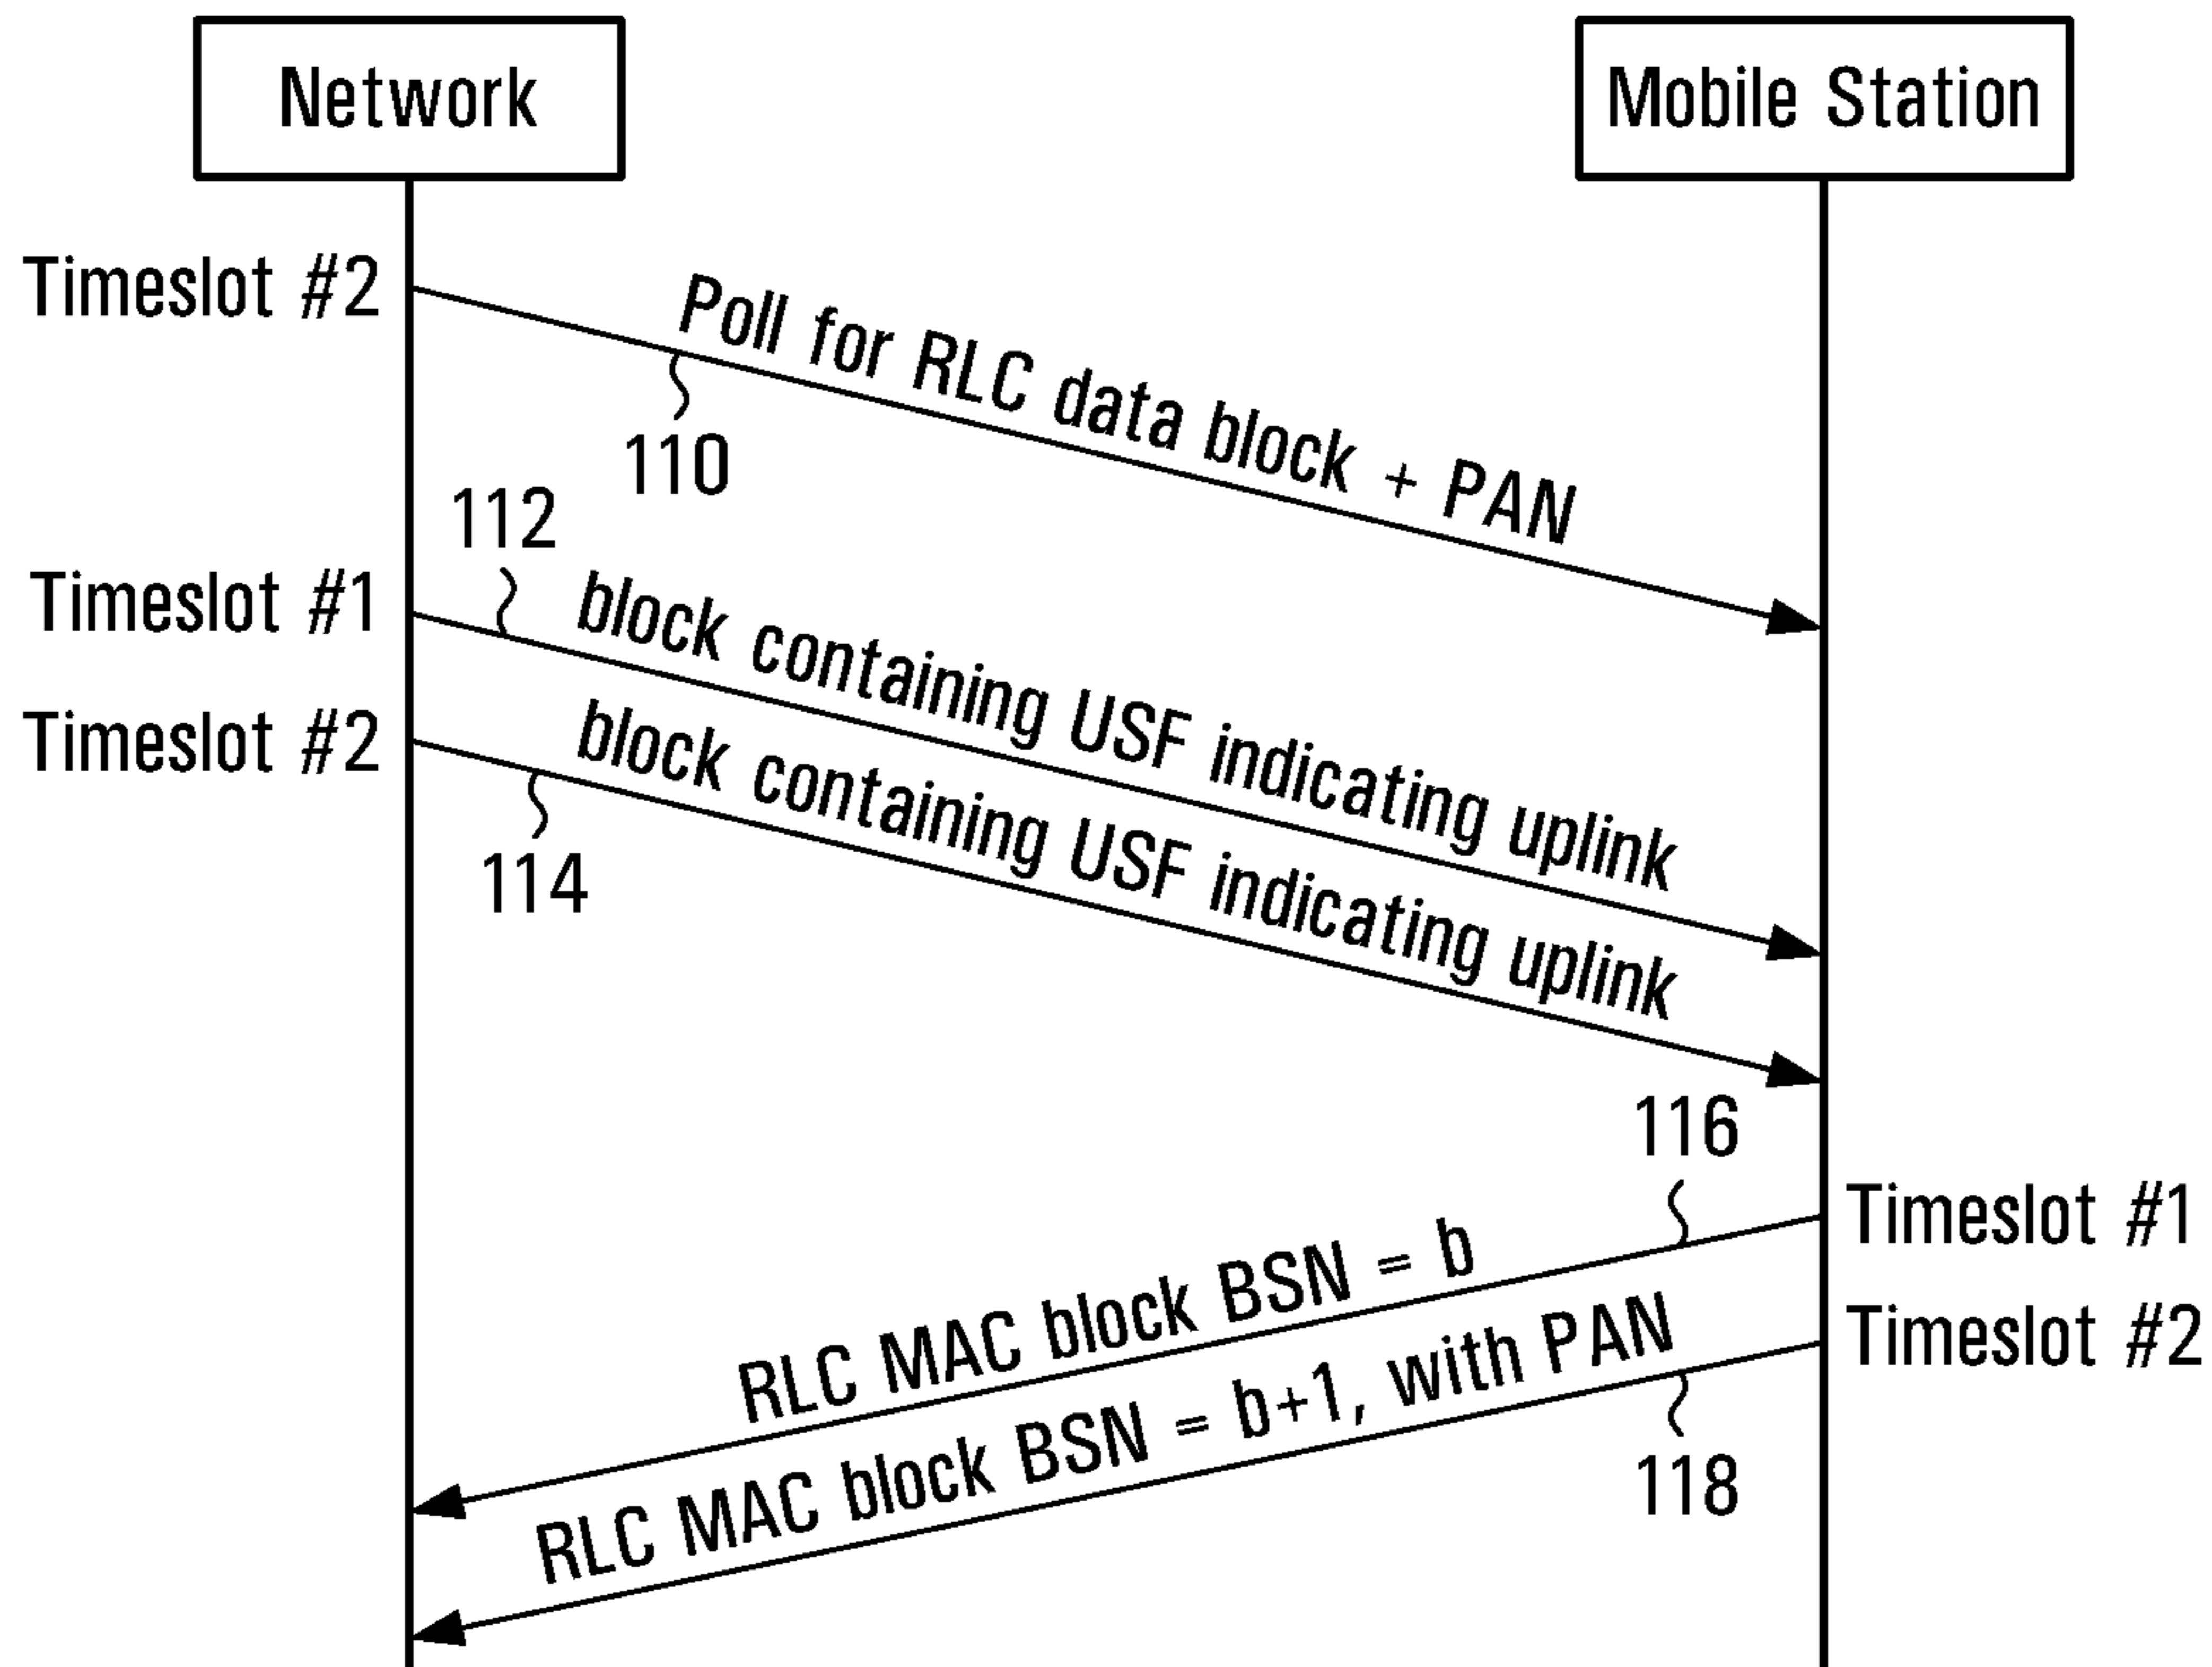 Network
Mobile Station
Timeslot #2
Poll for RLC data block + PAN
110
112
Timeslot #1
block containing USF indicating uplink
Timeslot #2
block containing USF indicating uplink
114
116
Timeslot #1
RLC MAC block BSN = b
Timeslot #2
RLC MAC block BSN = b+1, with PAN
118